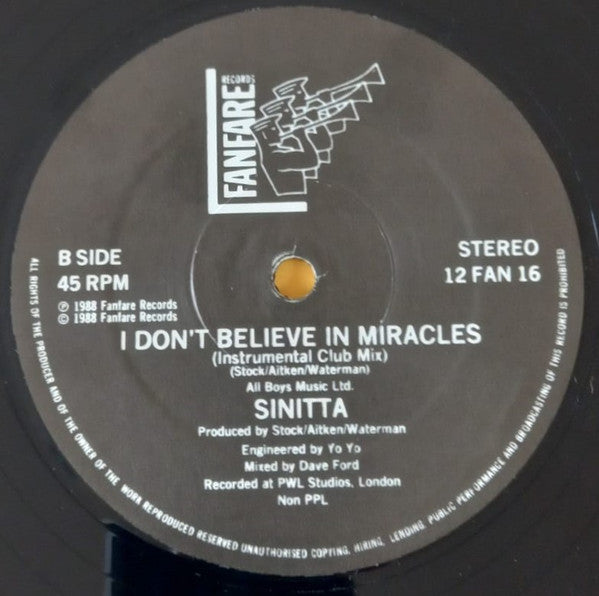 RECORDS
FANFARE
B SIDE
45 RPM
℗ 1988 Fanfare Records
© 1988 Fanfare Records
STEREO
12 FAN 16
I DON'T BELIEVE IN MIRACLES
(Instrumental Club Mix)
(Stock/Aitken/Waterman)
All Boys Music Ltd.
SINITTA
Produced by Stock/Aitken/Waterman
Engineered by Yo Yo
Mixed by Dave Ford
Recorded at PWL Studios, London
Non PPL
ALL RIGHTS OF THE PRODUCER AND OF THE OWNER OF THE WORK REPRODUCED RESERVED UNAUTHORISED COPYING, HIRING, LENDING, PUBLIC PERFORMANCE AND BROADCASTING OF THIS RECORD IS PROHIBITED